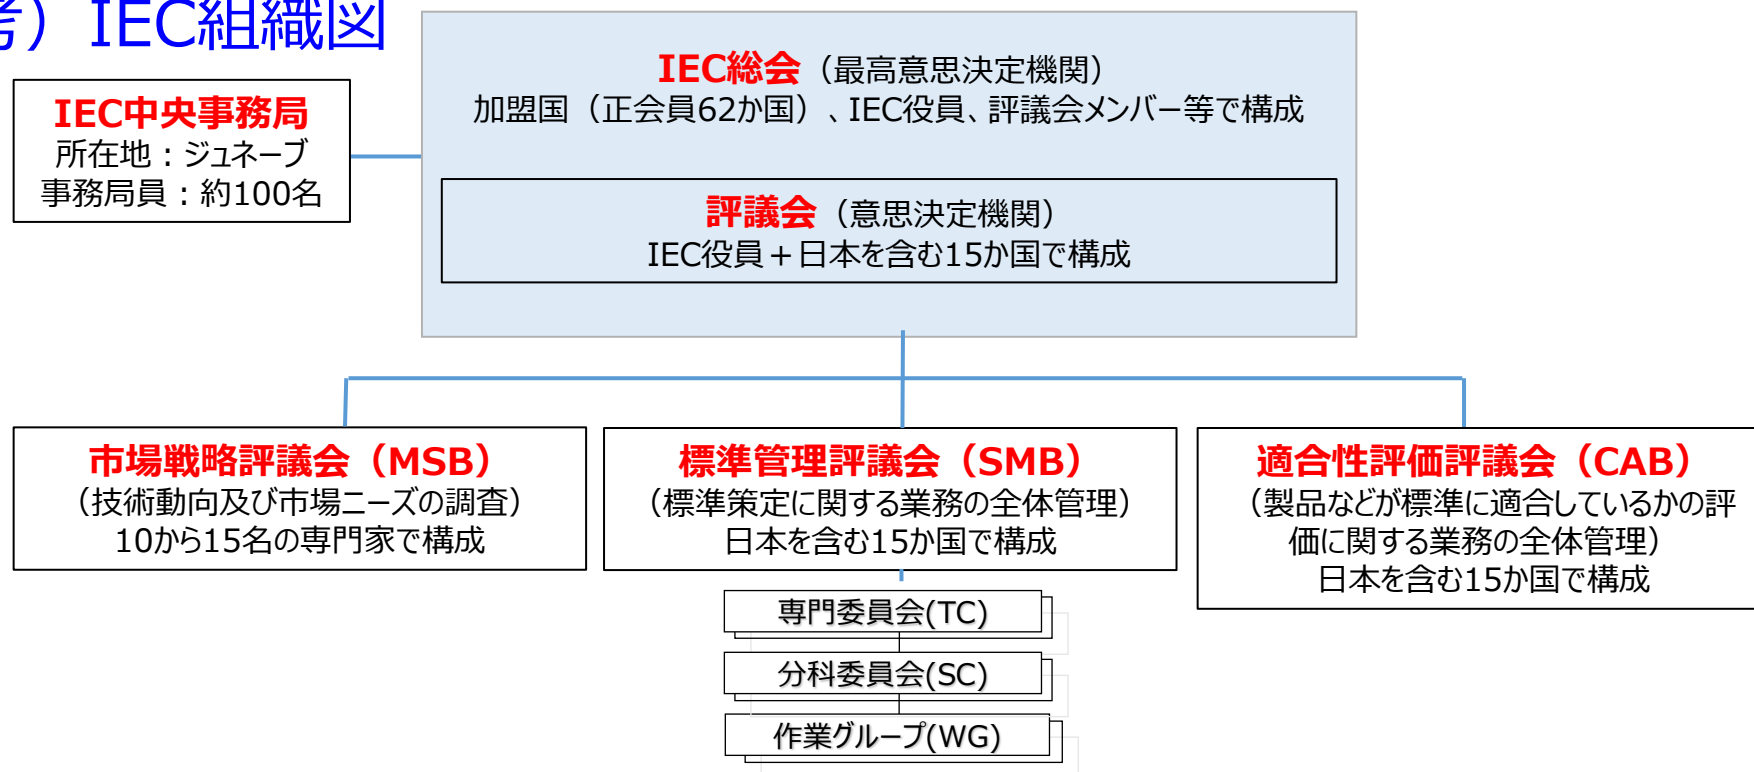 考）IEC組織図
IEC総会（最高意思決定機関）
加盟国（正会員62か国）、IEC役員、評議会メンバー等で構成
IEC中央事務局
所在地：ジュネーブ
事務局員：約100名
評議会（意思決定機関）
IEC役員＋日本を含む15か国で構成
市場戦略評議会（MSB）
（技術動向及び市場ニーズの調査）
10から15名の専門家で構成
標準管理評議会（SMB）
（標準策定に関する業務の全体管理）
日本を含む15か国で構成
適合性評価評議会（CAB）
（製品などが標準に適合しているかの評
価に関する業務の全体管理）
日本を含む15か国で構成
専門委員会(TC)
分科委員会(SC)
作業グループ(WG)